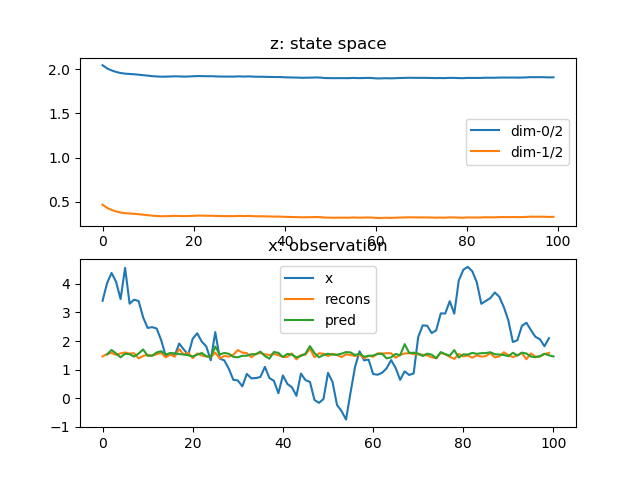 z: state space
2.0
1.5
1.0
0.5
dim-0/2
dim-1/2
0 20 40 60 80 100
x: observation
4
3
2
1
0
−1
x
recons
pred
0 20 40 60 80 100